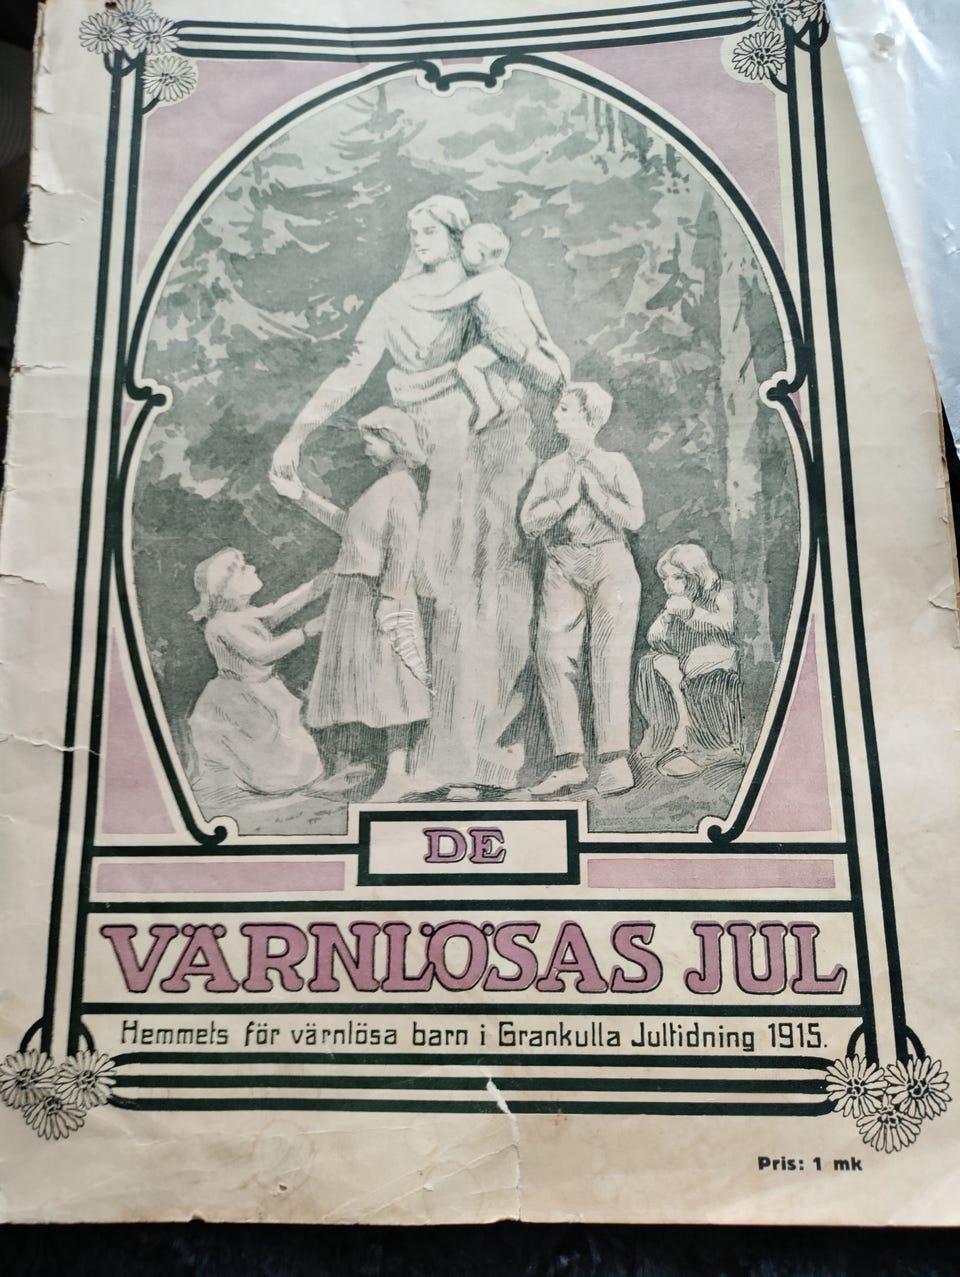 DE
VÄRNLÖSAS JUL
Hemmets för värnlösa barn i Grankulla Jultidning 1915.
Pris: 1 mk